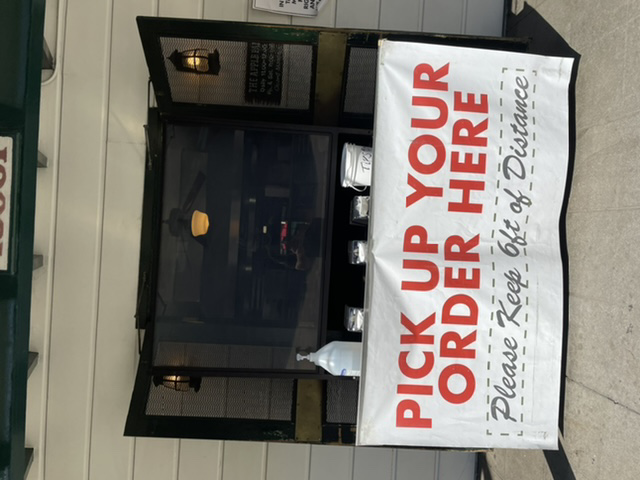 PICK UP YOUR
ORDER HERE
Please Keep 6ft of Distance